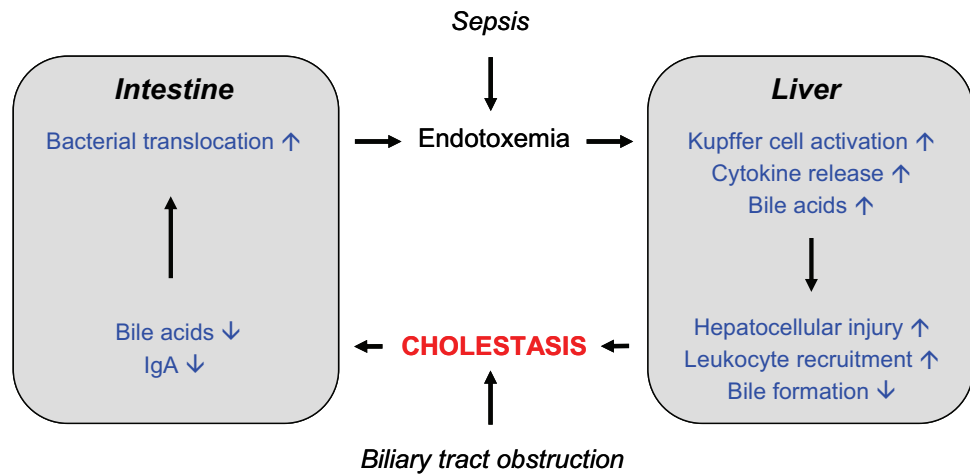 Sepsis
Intestine
Bacterial translocation ↑
Bile acids ↓
IgA ↓
Endotoxemia
CHOLESTASIS
Biliary tract obstruction
Liver
Kupffer cell activation ↑
Cytokine release ↑
Bile acids ↑
Hepatocellular injury ↑
Leukocyte recruitment ↑
Bile formation ↓